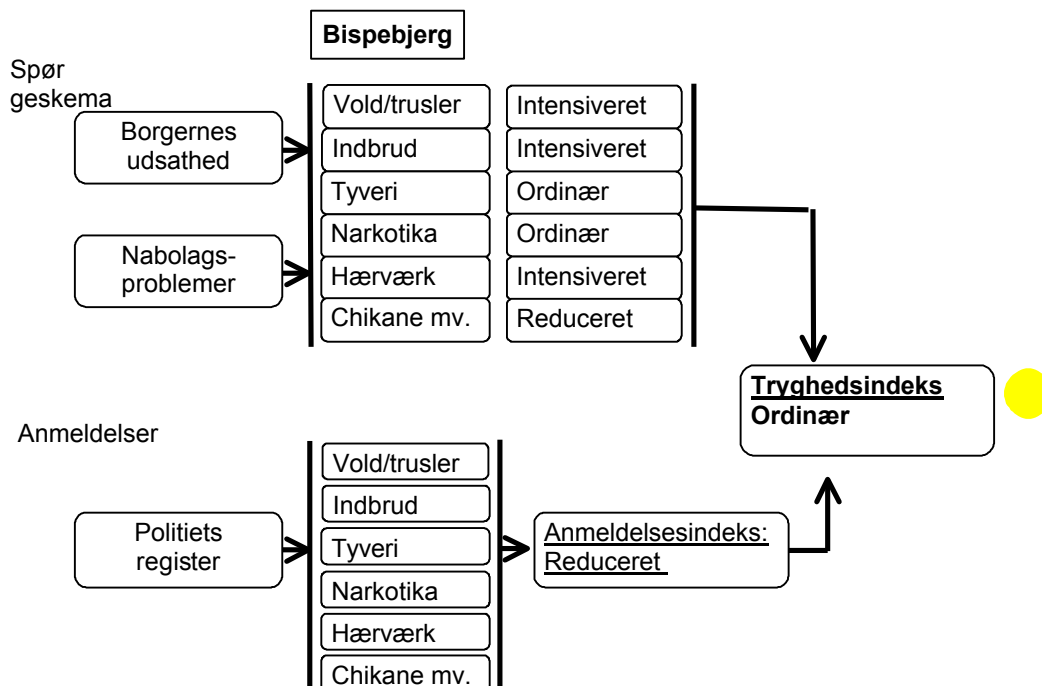 Bispebjerg
Spør
geskema
Borgernes
udsathed
Nabolags-
problemer
Vold/trusler Intensiveret
Indbrud Intensiveret
Tyveri Ordinær
Narkotika Ordinær
Hærværk Intensiveret
Chikane mv. Reduceret
Tryghedsindeks
Ordinær
Anmeldelser
Politiets
register
Vold/trusler
Indbrud
Tyveri
Narkotika
Hærværk
Chikane mv.
Anmeldelsesindeks:
Reduceret